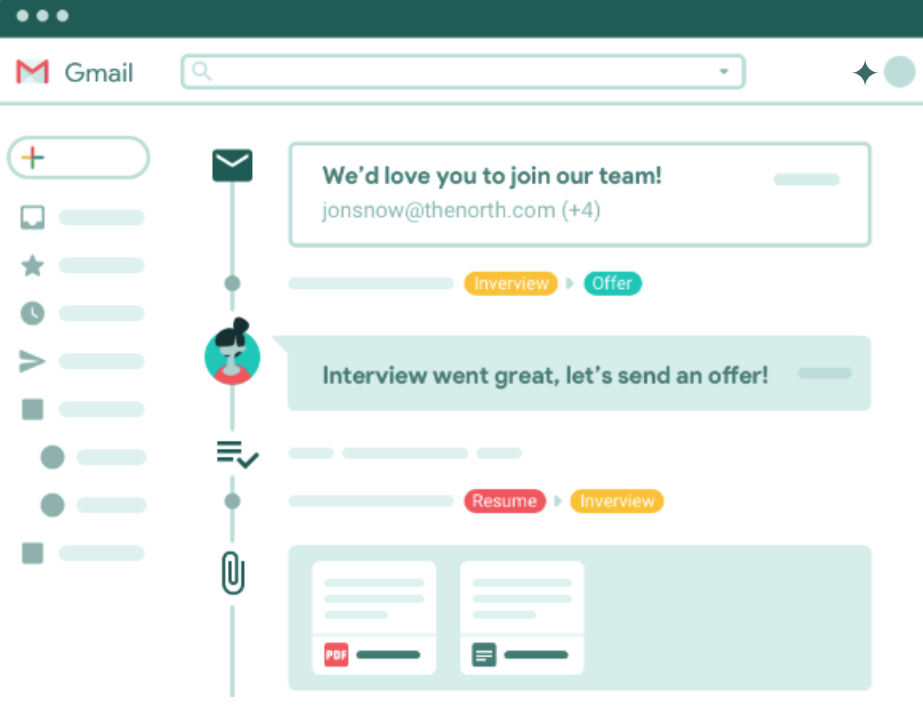 Gmail
We’d love you to join our team!
jonsnow@thenorth.com (+4)
Inverview Offer
Interview went great, let’s send an offer!
Resume Inverview
PDF